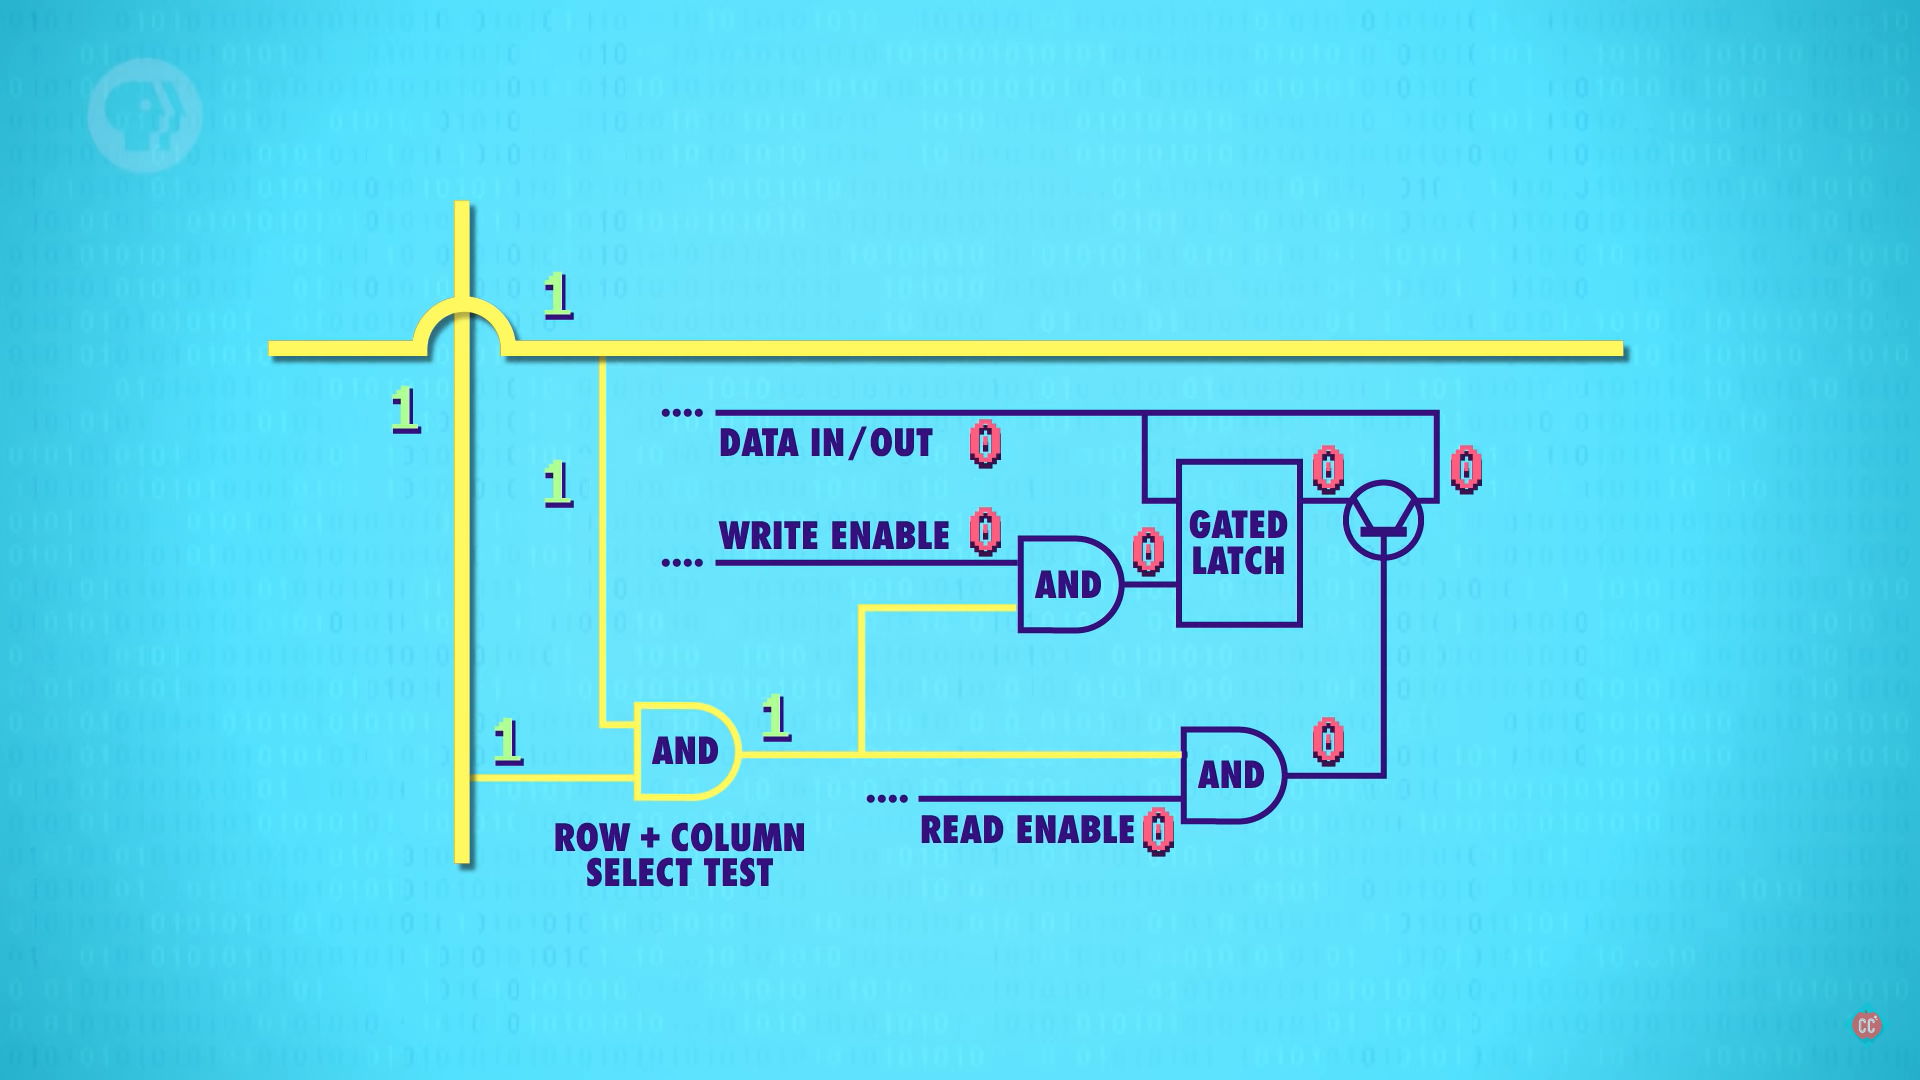 1
1
DATA IN/OUT 0
0
0
1
WRITE ENABLE 0
0
GATED
LATCH
AND
1
1
AND
0
AND
READ ENABLE 0
ROW + COLUMN
SELECT TEST
CC